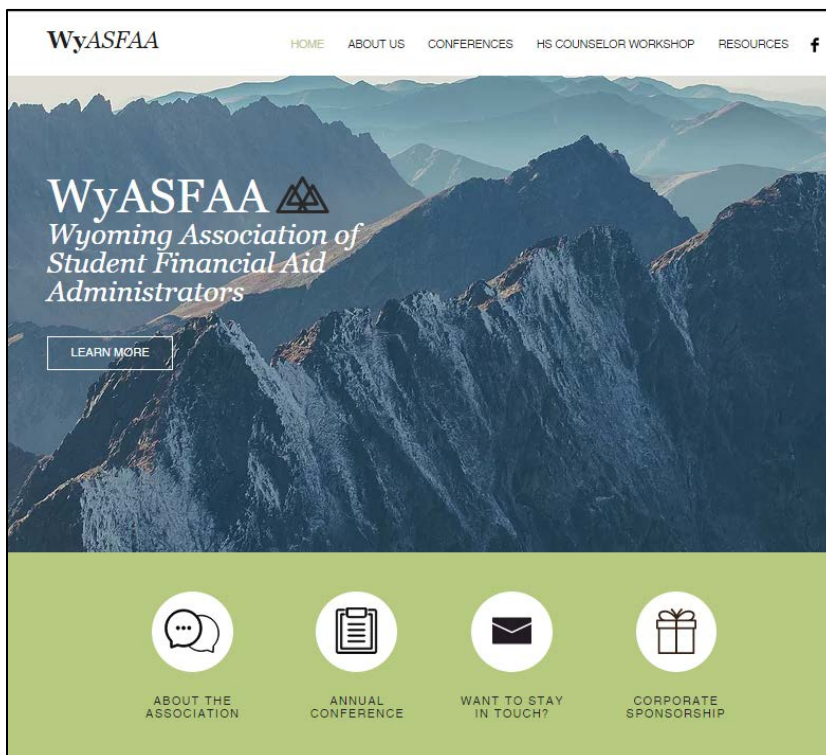 WyASFAA
HOME ABOUT US CONFERENCES HS COUNSELOR WORKSHOP RESOURCES f
WyASFAA
Wyoming Association of
Student Financial Aid
Administrators
LEARN MORE
ABOUT THE
ASSOCIATION
ANNUAL
CONFERENCE
WANT TO STAY
IN TOUCH?
CORPORATE
SPONSORSHIP